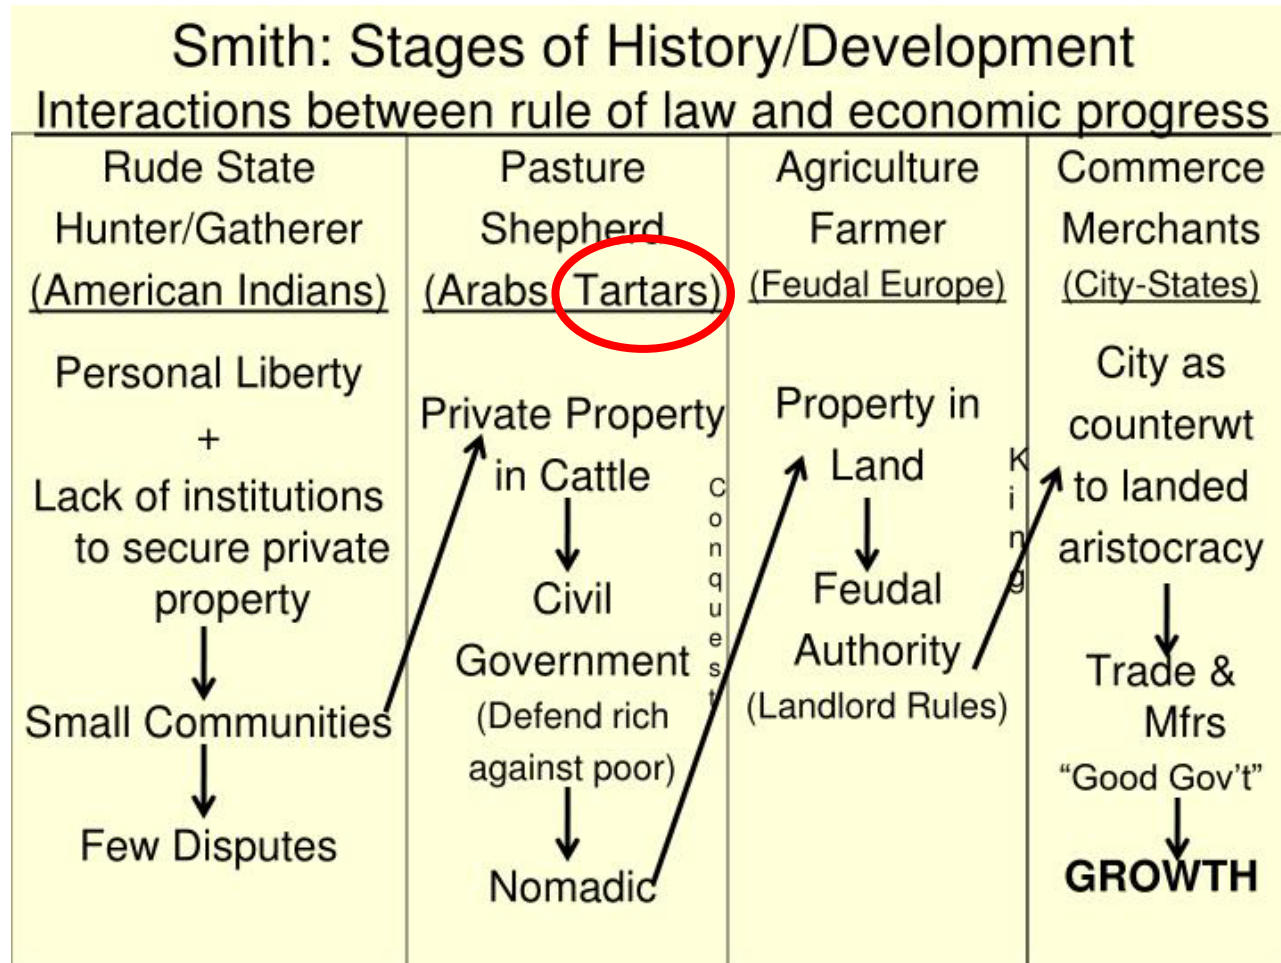 Smith: Stages of History/Development
Interactions between rule of law and economic progress
Rude State
Hunter/Gatherer
(American Indians)
Personal Liberty
+
Lack of institutions
to secure private
property
Small Communities
Few Disputes
Pasture
Shepherd
(Arabs Tartars)
Private Property
in Cattle
Civil
Government
(Defend rich
against poor)
Nomadic
Conquest
Agriculture
Farmer
(Feudal Europe)
Property in
Land
Feudal
Authority
(Landlord Rules)
King
Commerce
Merchants
(City-States)
City as
counterwt
to landed
aristocracy
Trade &
Mfrs
“Good Gov't”
GROWTH